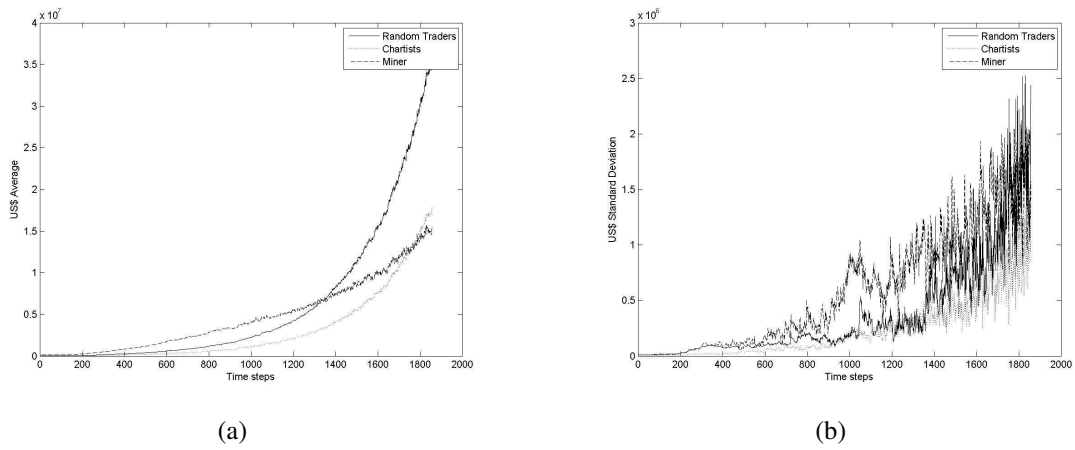 x 10^7
4
3.5
3
2.5
2
1.5
1
0.5
0
US$ Average
0 200 400 600 800 1000 1200 1400 1600 1800 2000
Time steps
Random Traders
Chartists
Miner
(a)
x 10^6
3
2.5
2
1.5
1
0.5
0
US$ Standard Deviation
0 200 400 600 800 1000 1200 1400 1600 1800 2000
Time steps
Random Traders
Chartists
Miner
(b)